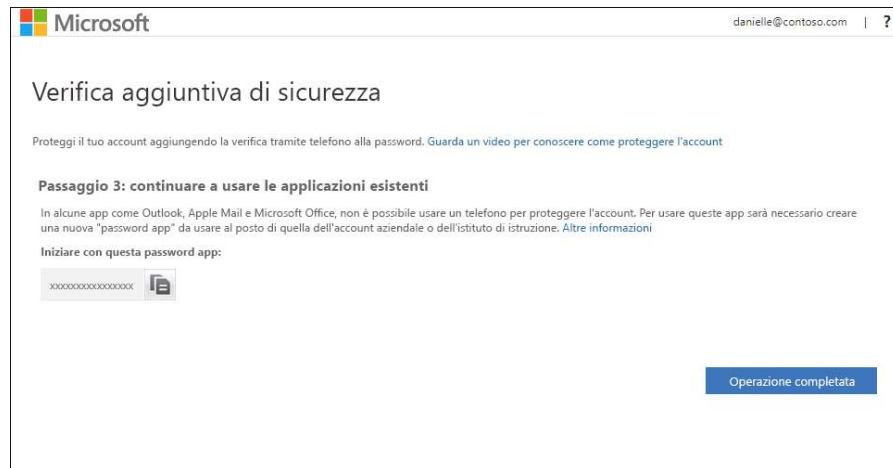 Microsoft
danielle@contoso.com | ?
Verifica aggiuntiva di sicurezza
Proteggi il tuo account aggiungendo la verifica tramite telefono alla password. Guarda un video per conoscere come proteggere l'account
Passaggio 3: continuare a usare le applicazioni esistenti
In alcune app come Outlook, Apple Mail e Microsoft Office, non è possibile usare un telefono per proteggere l'account. Per usare queste app sarà necessario creare
una nuova "password app" da usare al posto di quella dell'account aziendale o dell'istituto di istruzione. Altre informazioni
Iniziare con questa password app:
xxxxxxxxxxxxxxxx
Operazione completata